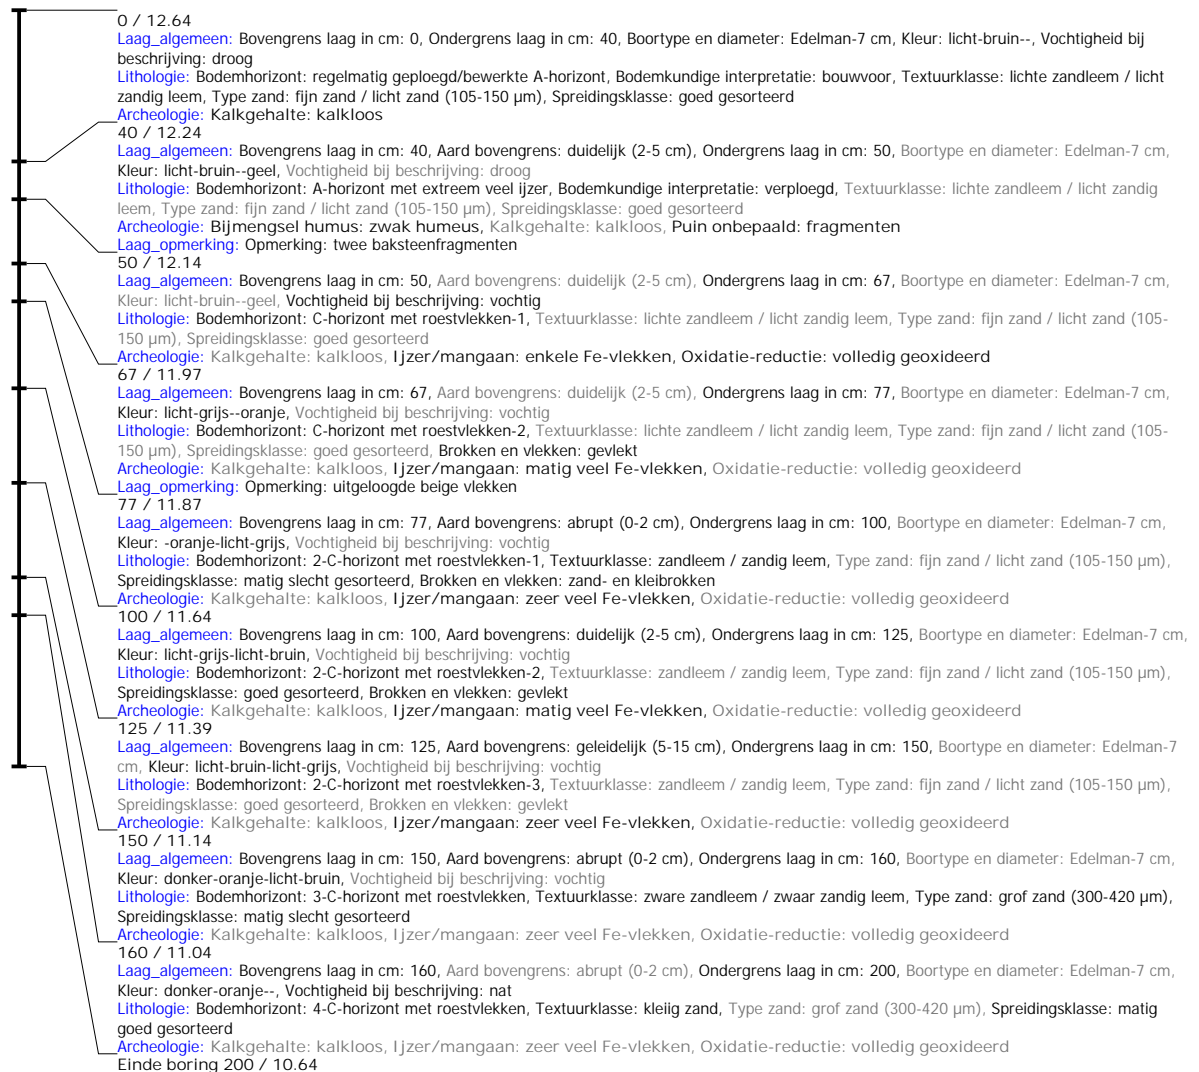 0 / 12.64
Laag_algemeen: Bovengrens laag in cm: 0, Ondergrens laag in cm: 40, Boortype en diameter: Edelman-7 cm, Kleur: licht-bruin--, Vochtigheid bij
beschrijving: droog
Lithologie: Bodemhorizont: regelmatig geploegd/bewerkte A-horizont, Bodemkundige interpretatie: bouwvoor, Textuurklasse: lichte zandleem / licht
zandig leem, Type zand: fijn zand / licht zand (105-150 µm), Spreidingsklasse: goed gesorteerd
Archeologie: Kalkgehalte: kalkloos
40 / 12.24
Laag_algemeen: Bovengrens laag in cm: 40, Aard bovengrens: duidelijk (2-5 cm), Ondergrens laag in cm: 50, Boortype en diameter: Edelman-7 cm,
Kleur: licht-bruin--geel, Vochtigheid bij beschrijving: droog
Lithologie: Bodemhorizont: A-horizont met extreem veel ijzer, Bodemkundige interpretatie: verploegd, Textuurklasse: lichte zandleem / licht zandig
leem, Type zand: fijn zand / licht zand (105-150 µm), Spreidingsklasse: goed gesorteerd
Archeologie: Bijmengsel humus: zwak humeus, Kalkgehalte: kalkloos, Puin onbepaald: fragmenten
Laag_opmerking: Opmerking: twee baksteenfragmenten
50 / 12.14
Laag_algemeen: Bovengrens laag in cm: 50, Aard bovengrens: duidelijk (2-5 cm), Ondergrens laag in cm: 67, Boortype en diameter: Edelman-7 cm,
Kleur: licht-bruin--geel, Vochtigheid bij beschrijving: vochtig
Lithologie: Bodemhorizont: C-horizont met roestvlekken-1, Textuurklasse: lichte zandleem / licht zandig leem, Type zand: fijn zand / licht zand (105-
150 µm), Spreidingsklasse: goed gesorteerd
Archeologie: Kalkgehalte: kalkloos, Ijzer/mangaan: enkele Fe-vlekken, Oxidatie-reductie: volledig geoxideerd
67 / 11.97
Laag_algemeen: Bovengrens laag in cm: 67, Aard bovengrens: duidelijk (2-5 cm), Ondergrens laag in cm: 77, Boortype en diameter: Edelman-7 cm,
Kleur: licht-grijs--oranje, Vochtigheid bij beschrijving: vochtig
Lithologie: Bodemhorizont: C-horizont met roestvlekken-2, Textuurklasse: lichte zandleem / licht zandig leem, Type zand: fijn zand / licht zand (105-
150 µm), Spreidingsklasse: goed gesorteerd, Brokken en vlekken: gevlekt
Archeologie: Kalkgehalte: kalkloos, Ijzer/mangaan: matig veel Fe-vlekken, Oxidatie-reductie: volledig geoxideerd
Laag_opmerking: Opmerking: uitgeloogde beige vlekken
77 / 11.87
Laag_algemeen: Bovengrens laag in cm: 77, Aard bovengrens: abrupt (0-2 cm), Ondergrens laag in cm: 100, Boortype en diameter: Edelman-7 cm,
Kleur: -oranje-licht-grijs, Vochtigheid bij beschrijving: vochtig
Lithologie: Bodemhorizont: 2-C-horizont met roestvlekken-1, Textuurklasse: zandleem / zandig leem, Type zand: fijn zand / licht zand (105-150 µm),
Spreidingsklasse: matig slecht gesorteerd, Brokken en vlekken: zand- en kleibrokken
Archeologie: Kalkgehalte: kalkloos, Ijzer/mangaan: zeer veel Fe-vlekken, Oxidatie-reductie: volledig geoxideerd
100 / 11.64
Laag_algemeen: Bovengrens laag in cm: 100, Aard bovengrens: duidelijk (2-5 cm), Ondergrens laag in cm: 125, Boortype en diameter: Edelman-7 cm,
Kleur: licht-grijs-licht-bruin, Vochtigheid bij beschrijving: vochtig
Lithologie: Bodemhorizont: 2-C-horizont met roestvlekken-2, Textuurklasse: zandleem / zandig leem, Type zand: fijn zand / licht zand (105-150 µm),
Spreidingsklasse: goed gesorteerd, Brokken en vlekken: gevlekt
Archeologie: Kalkgehalte: kalkloos, Ijzer/mangaan: matig veel Fe-vlekken, Oxidatie-reductie: volledig geoxideerd
125 / 11.39
Laag_algemeen: Bovengrens laag in cm: 125, Aard bovengrens: geleidelijk (5-15 cm), Ondergrens laag in cm: 150, Boortype en diameter: Edelman-7
cm, Kleur: licht-bruin-licht-grijs, Vochtigheid bij beschrijving: vochtig
Lithologie: Bodemhorizont: 2-C-horizont met roestvlekken-3, Textuurklasse: zandleem / zandig leem, Type zand: fijn zand / licht zand (105-150 µm),
Spreidingsklasse: goed gesorteerd, Brokken en vlekken: gevlekt
Archeologie: Kalkgehalte: kalkloos, Ijzer/mangaan: zeer veel Fe-vlekken, Oxidatie-reductie: volledig geoxideerd
150 / 11.14
Laag_algemeen: Bovengrens laag in cm: 150, Aard bovengrens: abrupt (0-2 cm), Ondergrens laag in cm: 160, Boortype en diameter: Edelman-7 cm,
Kleur: donker-oranje-licht-bruin, Vochtigheid bij beschrijving: vochtig
Lithologie: Bodemhorizont: 3-C-horizont met roestvlekken, Textuurklasse: zware zandleem / zwaar zandig leem, Type zand: grof zand (300-420 µm),
Spreidingsklasse: matig slecht gesorteerd
Archeologie: Kalkgehalte: kalkloos, Ijzer/mangaan: zeer veel Fe-vlekken, Oxidatie-reductie: volledig geoxideerd
160 / 11.04
Laag_algemeen: Bovengrens laag in cm: 160, Aard bovengrens: abrupt (0-2 cm), Ondergrens laag in cm: 200, Boortype en diameter: Edelman-7 cm,
Kleur: donker-oranje--, Vochtigheid bij beschrijving: nat
Lithologie: Bodemhorizont: 4-C-horizont met roestvlekken, Textuurklasse: kleiig zand, Type zand: grof zand (300-420 µm), Spreidingsklasse: matig
goed gesorteerd
Archeologie: Kalkgehalte: kalkloos, Ijzer/mangaan: zeer veel Fe-vlekken, Oxidatie-reductie: volledig geoxideerd
Einde boring 200 / 10.64